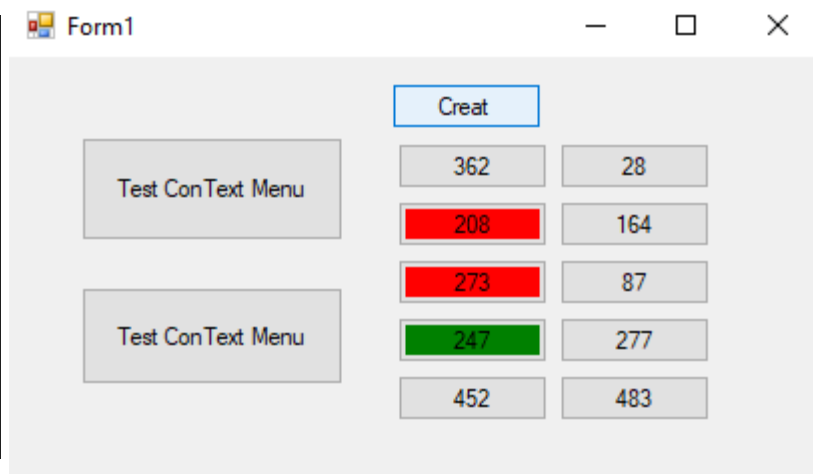 Form1
Creat
Test ConText Menu
362 28
208 164
273 87
Test ConText Menu
247 277
452 483